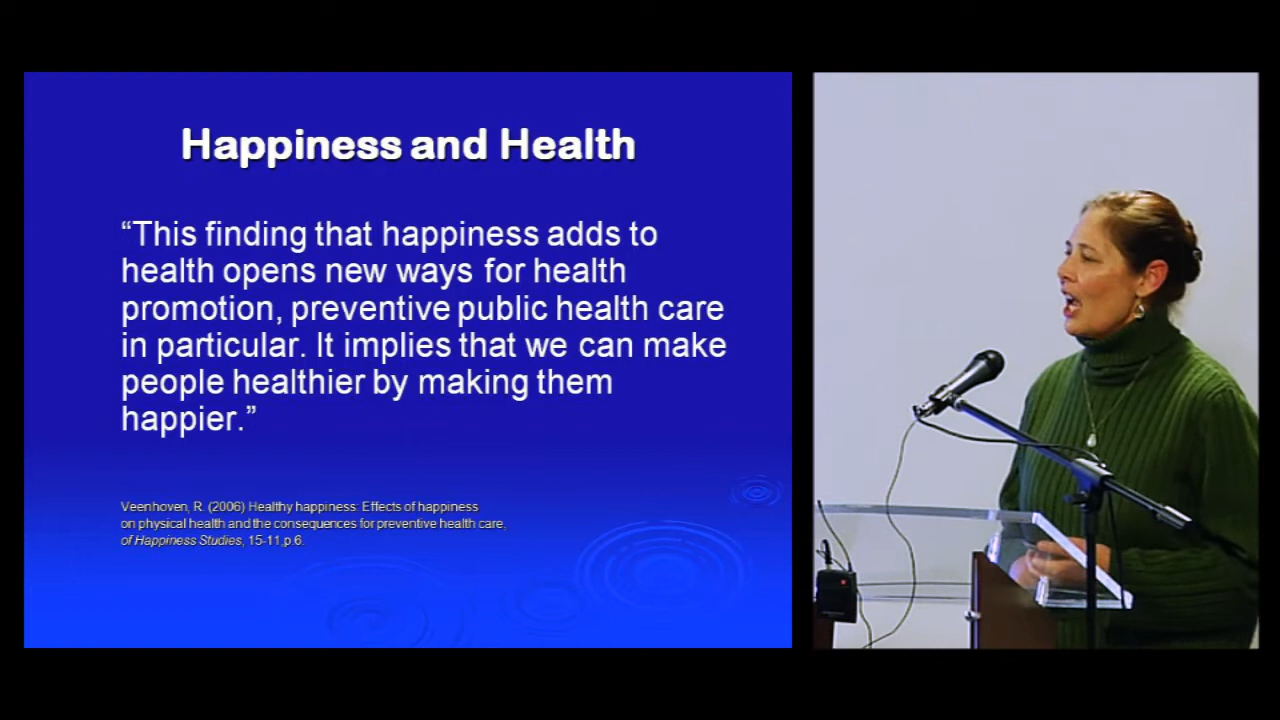 Happiness and Health
“This finding that happiness adds to
health opens new ways for health
promotion, preventive public health care
in particular. It implies that we can make
people healthier by making them
happier.”
Veenhoven, R. (2006) Healthy happiness: Effects of happiness
on physical health and the consequences for preventive health care,
of Happiness Studies, 15-11,p 6.